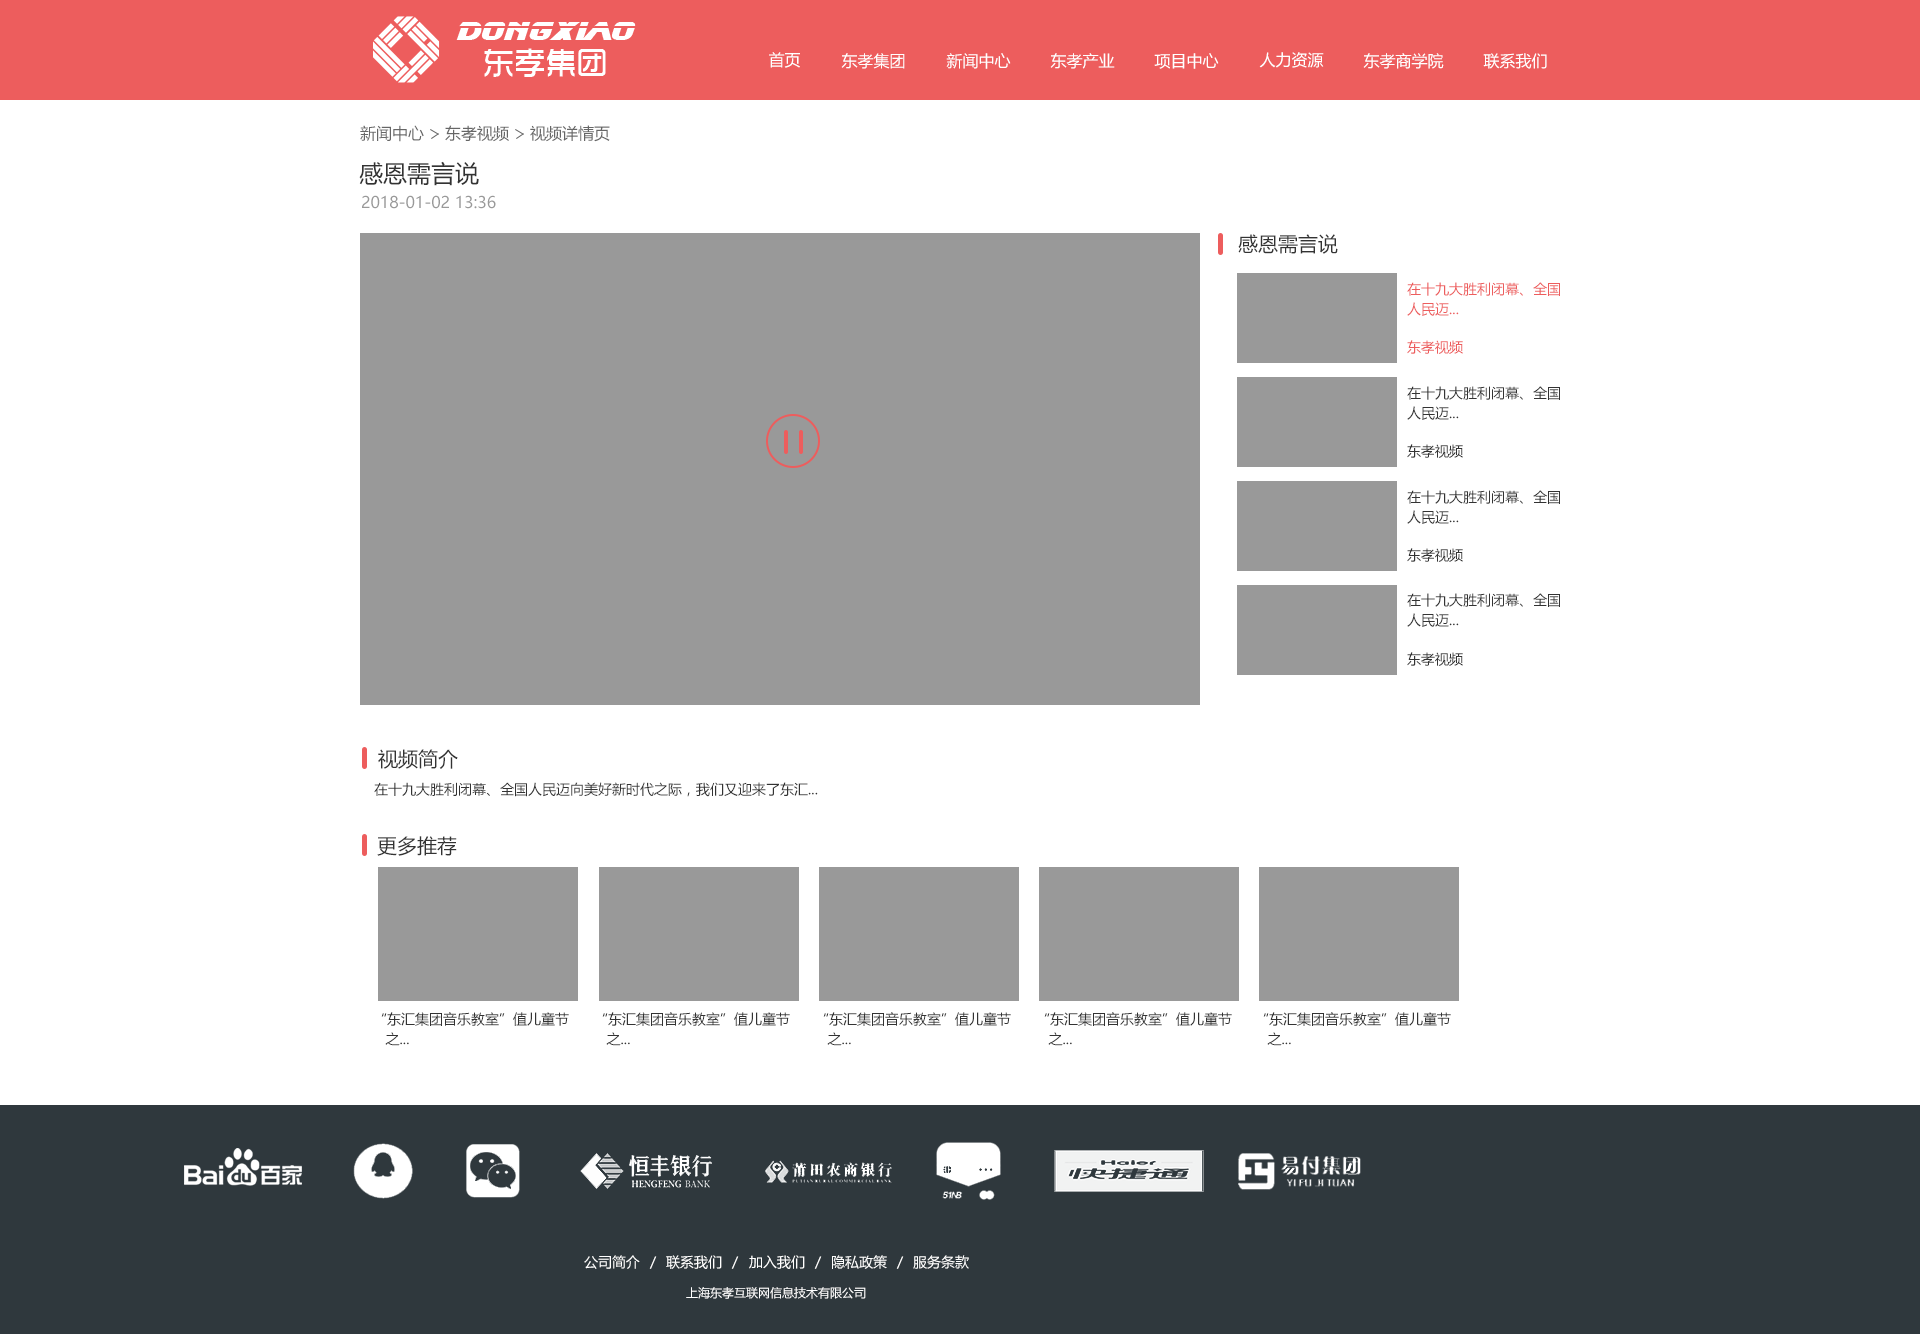 DONGXIAO
东孝集团
首页 东孝集团 新闻中心 东孝产业 项目中心 人力资源 东孝商学院 联系我们
新闻中心 > 东孝视频 > 视频详情页
感恩需言说
2018-01-02 13:36
感恩需言说
在十九大胜利闭幕、全国
人民迈...
东孝视频
在十九大胜利闭幕、全国
人民迈...
东孝视频
在十九大胜利闭幕、全国
人民迈...
东孝视频
在十九大胜利闭幕、全国
人民迈...
东孝视频
视频简介
在十九大胜利闭幕、全国人民迈向美好新时代之际，我们又迎来了东汇...
更多推荐
“东汇集团音乐教室”值儿童节
之...
“东汇集团音乐教室”值儿童节
之...
“东汇集团音乐教室”值儿童节
之...
“东汇集团音乐教室”值儿童节
之...
“东汇集团音乐教室”值儿童节
之...
Bai du 百家
恒丰银行
HENGFENG BANK
莆田农商银行
PUTIAN RURAL COMMERCIAL BANK
51NB
Haier
快捷通
易付集团
YI FU JI TUAN
公司简介 / 联系我们 / 加入我们 / 隐私政策 / 服务条款
上海东孝互联网信息技术有限公司